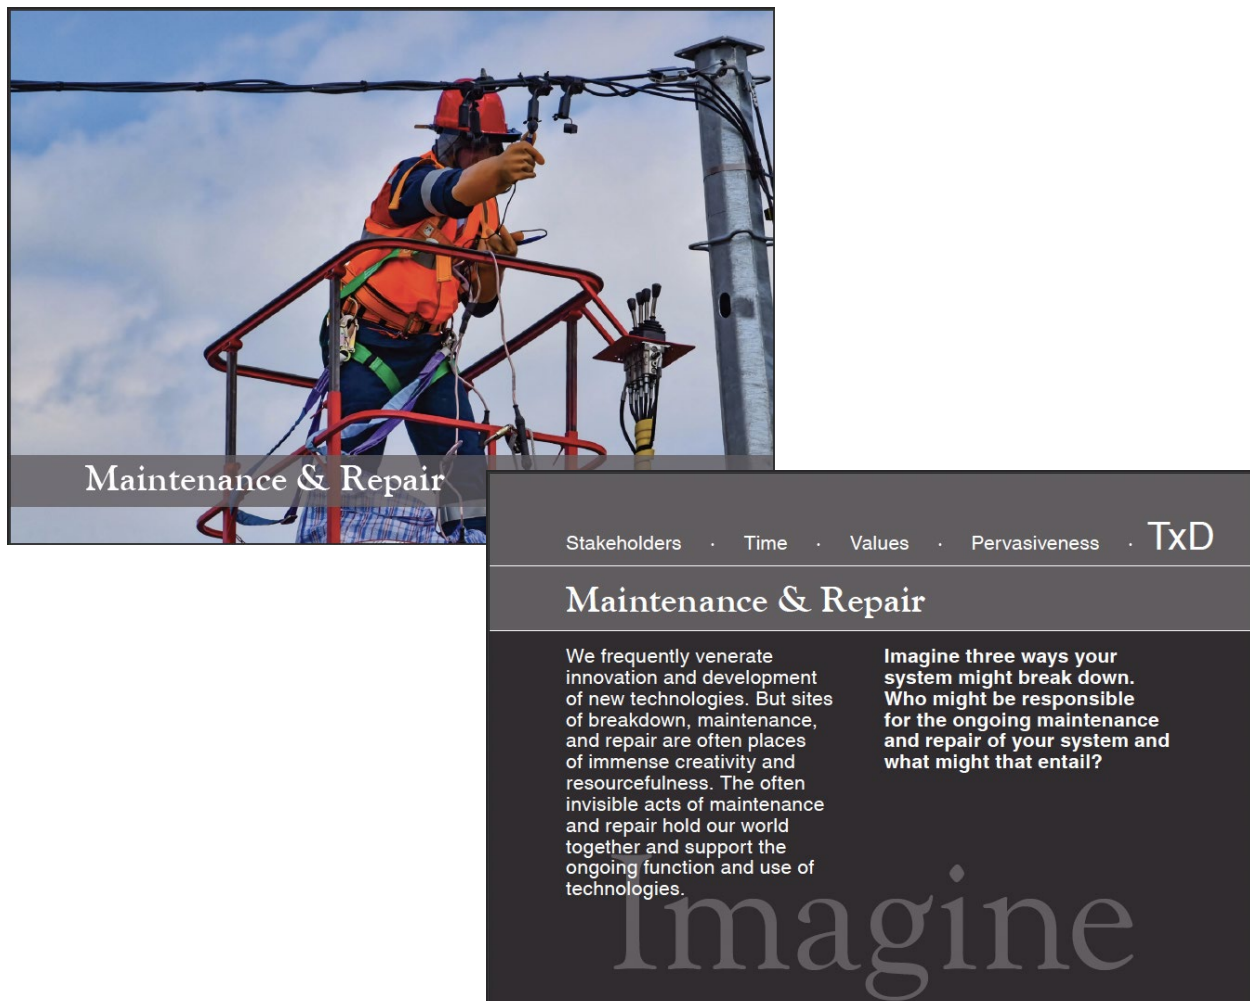 Maintenance & Repair
Stakeholders · Time · Values · Pervasiveness · TxD
Maintenance & Repair
We frequently venerate
innovation and development
of new technologies. But sites
of breakdown, maintenance,
and repair are often places
of immense creativity and
resourcefulness. The often
invisible acts of maintenance
and repair hold our world
together and support the
ongoing function and use of
technologies.
Imagine three ways your
system might break down.
Who might be responsible
for the ongoing maintenance
and repair of your system and
what might that entail?
Imagine